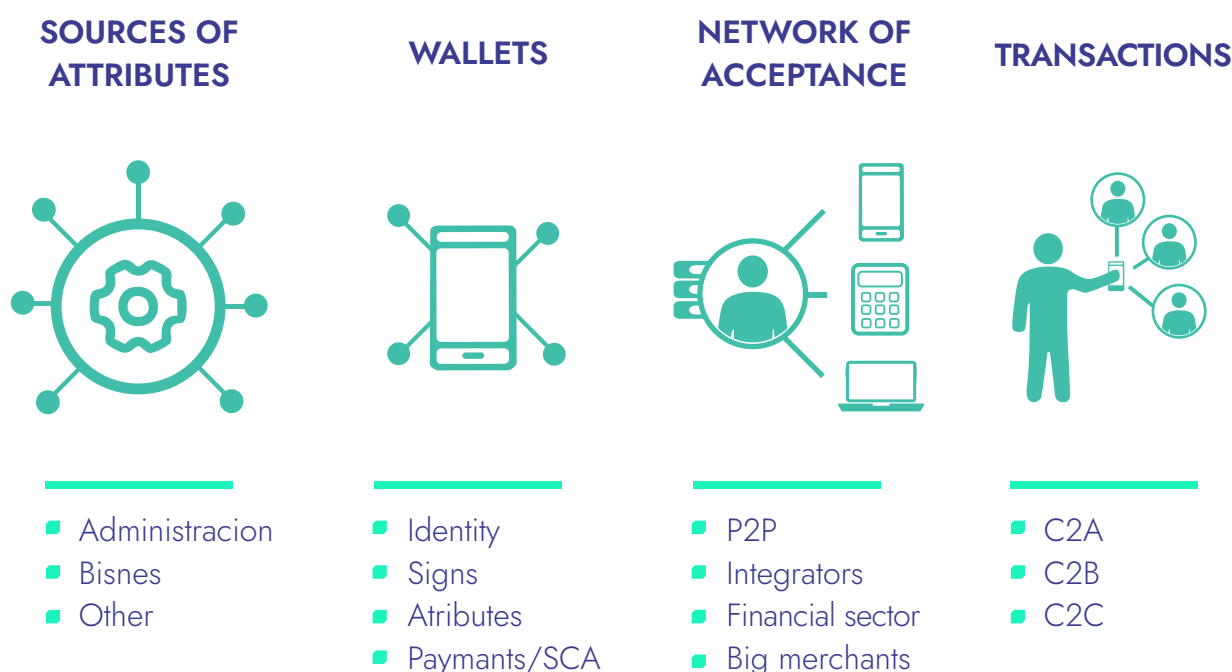 SOURCES OF
ATTRIBUTES
WALLETS
NETWORK OF
ACCEPTANCE
TRANSACTIONS
Administracion
Bisnes
Other
Identity
Signs
Atributes
Paymants/SCA
P2P
Integrators
Financial sector
Big merchants
C2A
C2B
C2C